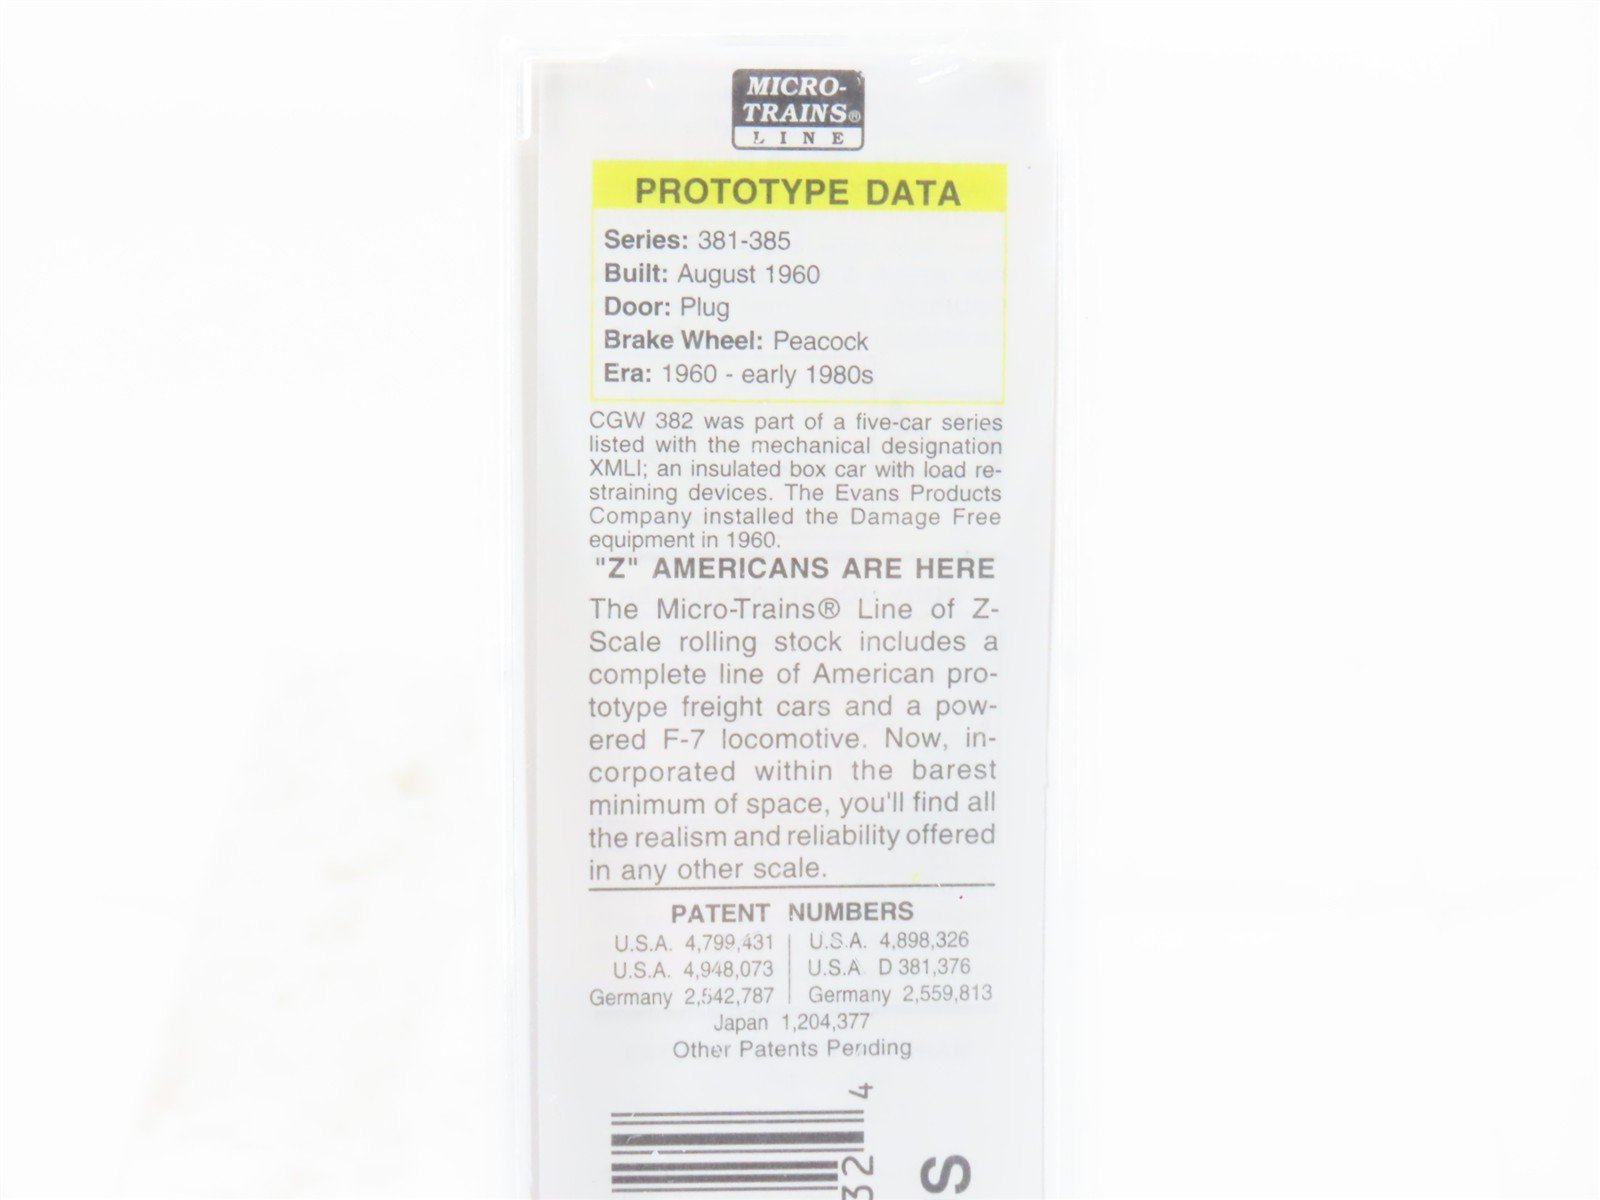 MICRO-
TRAINS®
LINE
PROTOTYPE DATA
Series: 381-385
Built: August 1960
Door: Plug
Brake Wheel: Peacock
Era: 1960 - early 1980s
CGW 382 was part of a five-car series
listed with the mechanical designation
XMLI; an insulated box car with load re-
straining devices. The Evans Products
Company installed the Damage Free
equipment in 1960.
"Z" AMERICANS ARE HERE
The Micro-Trains® Line of Z-
Scale rolling stock includes a
complete line of American pro-
totype freight cars and a pow-
ered F-7 locomotive. Now, in-
corporated within the barest
minimum of space, you'll find all
the realism and reliability offered
in any other scale.
PATENT NUMBERS
U.S.A. 4,799,431 | U.S.A. 4,898,326
U.S.A. 4,948,073 | U.S.A D 381,376
Germany 2,542,787 | Germany 2,559,813
Japan 1,204,377
Other Patents Pending
4
32
S